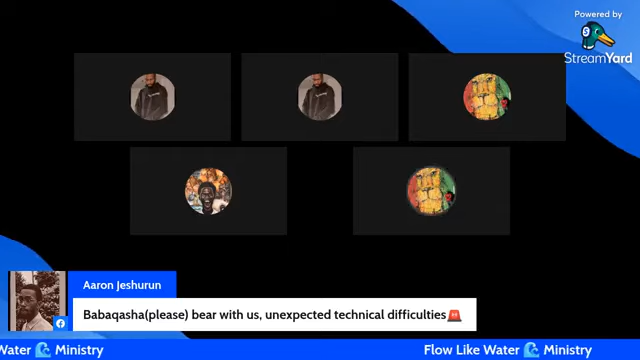 Powered by
StreamYard
Aaron Jeshurun
Babaqasha(please) bear with us, unexpected technical difficulties🚨
Water 🌊 Ministry
Flow Like Water 🌊 Ministry